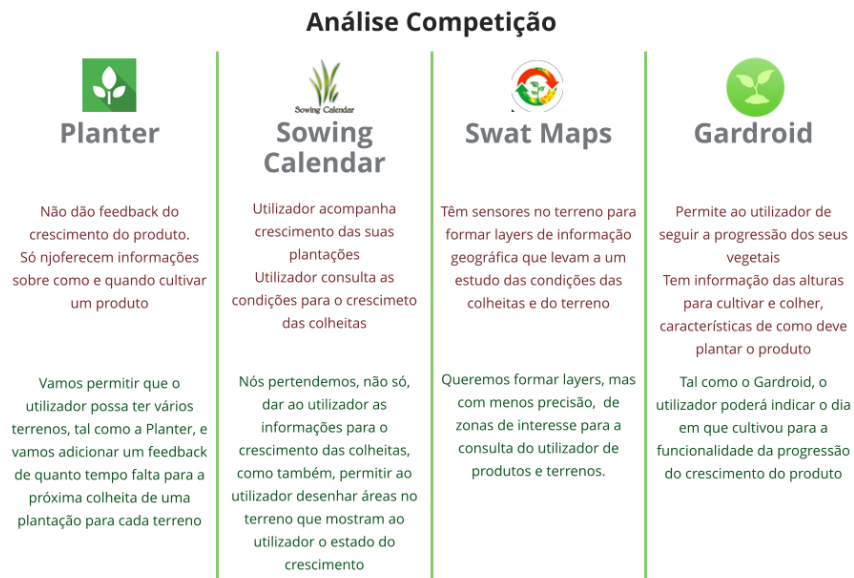 Análise Competição
Planter
Não dão feedback do
crescimento do produto.
Só njoferecem informações
sobre como e quando cultivar
um produto
Vamos permitir que o
utilizador possa ter vários
terrenos, tal como a Planter, e
vamos adicionar um feedback
de quanto tempo falta para a
próxima colheita de uma
plantação para cada terreno
Sowing Calendar
Sowing
Calendar
Utilizador acompanha
crescimento das suas
plantações
Utilizador consulta as
condições para o crescimeto
das colheitas
Nós pertendemos, não só,
dar ao utilizador as
informações para o
crescimento das colheitas,
como também, permitir ao
utilizador desenhar áreas no
terreno que mostram ao
utilizador o estado do
crescimento
Swat Maps
Têm sensores no terreno para
formar layers de informação
geográfica que levam a um
estudo das condições das
colheitas e do terreno
Queremos formar layers, mas
com menos precisão, de
zonas de interesse para a
consulta do utilizador de
produtos e terrenos.
Gardroid
Permite ao utilizador de
seguir a progressão dos seus
vegetais
Tem informação das alturas
para cultivar e colher,
características de como deve
plantar o produto
Tal como o Gardroid, o
utilizador poderá indicar o dia
em que cultivou para a
funcionalidade da progressão
do crescimento do produto